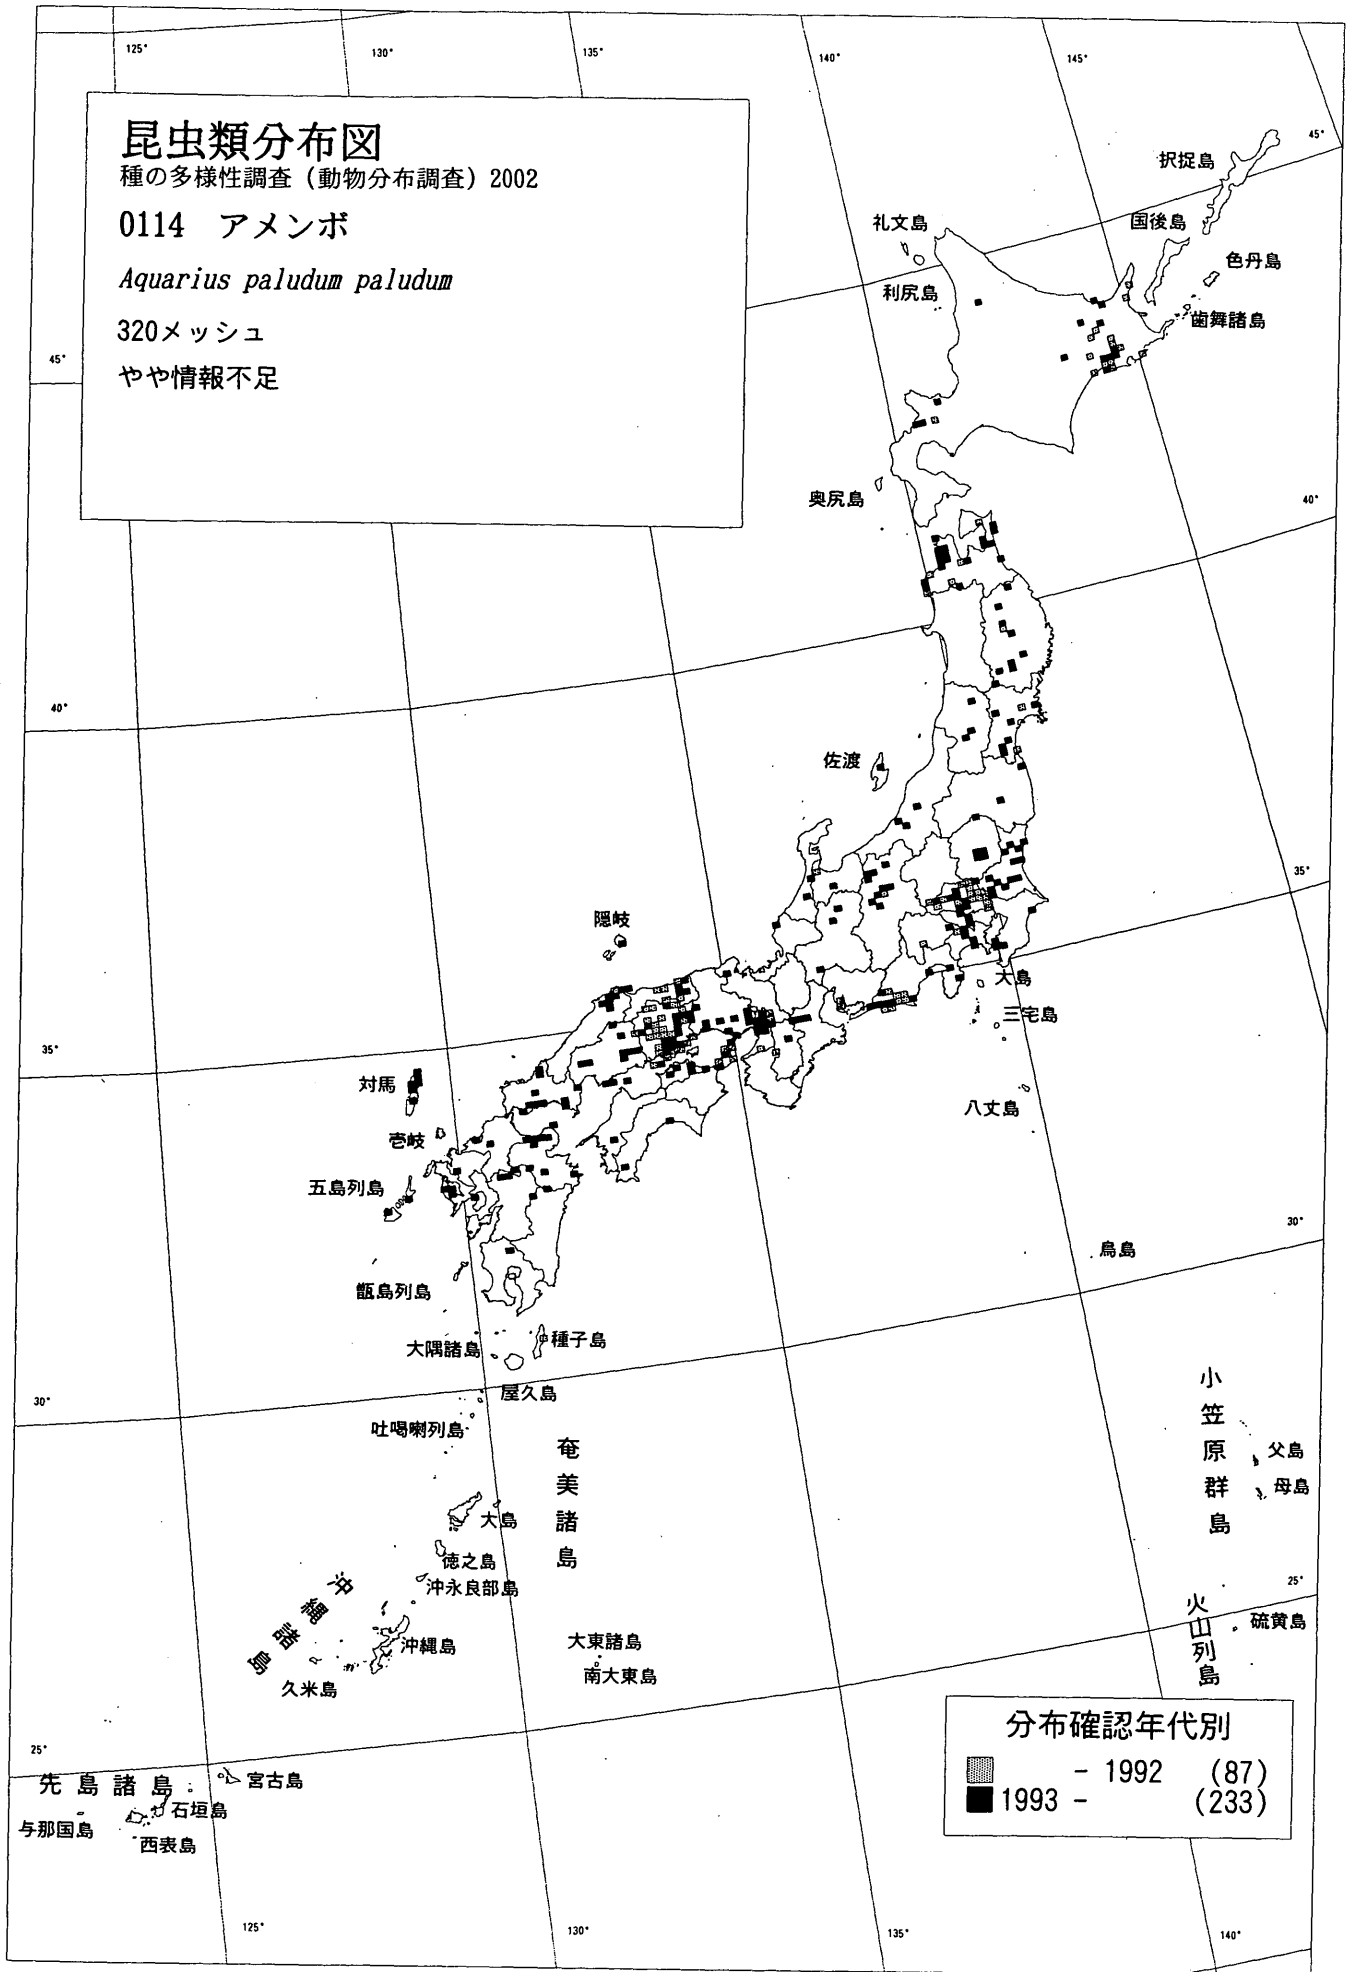 125°
130°
135°
140°
145°
昆虫類分布図
種の多様性調査（動物分布調査）2002
0114　アメンボ
Aquarius paludum paludum
320メッシュ
やや情報不足
45°
択捉島
国後島
色丹島
歯舞諸島
礼文島
利尻島
45°
奥尻島
40°
40°
佐渡
35°
隠岐
大島
三宅島
八丈島
35°
対馬
壱岐
五島列島
甑島列島
30°
鳥島
大隅諸島
種子島
屋久島
30°
吐噶喇列島
奄美諸島
大島
徳之島
沖永良部島
沖縄諸島
沖縄島
久米島
大東諸島
南大東島
小笠原群島
父島
母島
25°
火山列島
硫黄島
25°
先島諸島
宮古島
石垣島
与那国島
西表島
分布確認年代別
- 1992 (87)
1993 - (233)
125°
130°
135°
140°